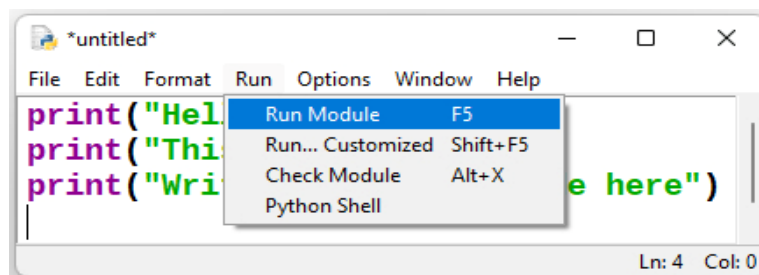 *untitled*
File Edit Format Run Options Window Help
print("Hel
print("Thi
print("Wri e here")
Run Module F5
Run... Customized Shift+F5
Check Module Alt+X
Python Shell
Ln: 4 Col: 0